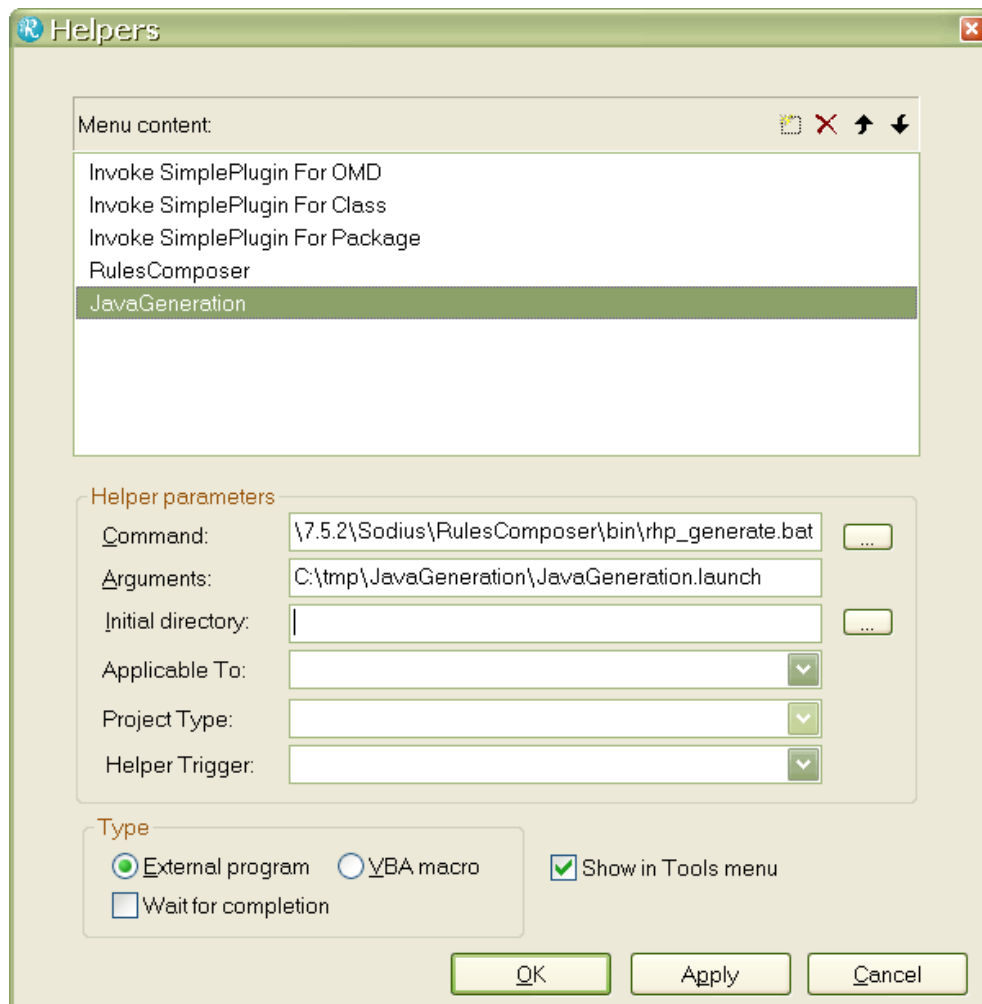 Helpers
Menu content:
Invoke SimplePlugin For OMD
Invoke SimplePlugin For Class
Invoke SimplePlugin For Package
RulesComposer
JavaGeneration
Helper parameters
Command: \7.5.2\Sodius\RulesComposer\bin\rhp_generate.bat ...
Arguments: C:\tmp\JavaGeneration\JavaGeneration.launch
Initial directory: ...
Applicable To:
Project Type:
Helper Trigger:
Type
External program VBA macro Show in Tools menu
Wait for completion
OK Apply Cancel